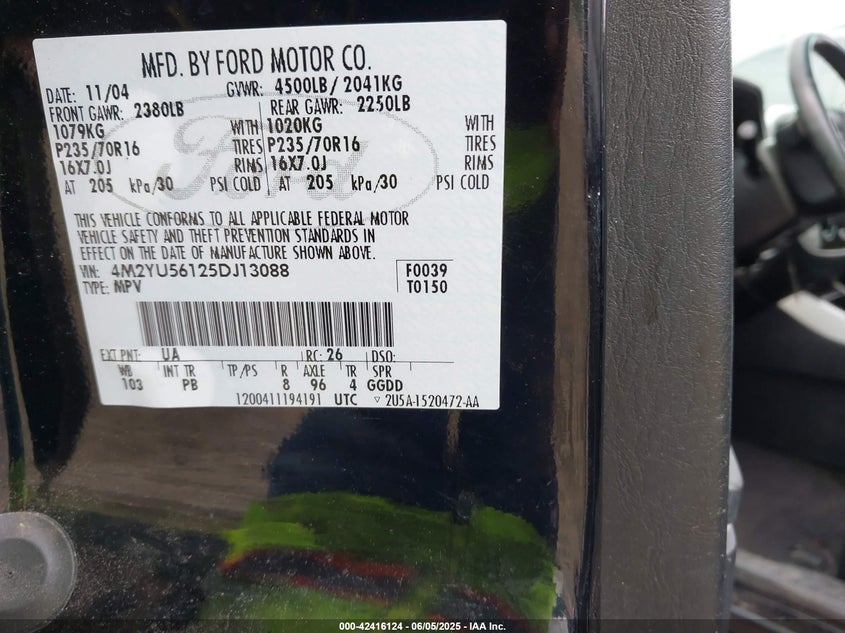 MFD. BY FORD MOTOR CO.
DATE: 11/04 GVWR: 4500LB/ 2041KG
FRONT GAWR: 2380LB REAR GAWR: 2250LB
1079KG WITH 1020KG WITH
P235/70R16 TIRES P235/70R16 TIRES
16X7.0J RIMS 16X7.0J RIMS
AT 205 kPa/30 PSI COLD AT 205 kPa/30 PSI COLD
Ford
THIS VEHICLE CONFORMS TO ALL APPLICABLE FEDERAL MOTOR
VEHICLE SAFETY AND THEFT PREVENTION STANDARDS IN
EFFECT ON THE DATE OF MANUFACTURE SHOWN ABOVE.
VIN: 4M2YU56125DJ13088 F0039
TYPE: MPV T0150
EXT PNT: UA RC: 26 DSO:
WB INT TR TP/PS R AXLE TR SPR
103 PB 8 96 4 GGDD
1200411194191 UTC ▽ 2U5A-1520472-AA
000-42416124 - 06/05/2025 - IAA Inc.